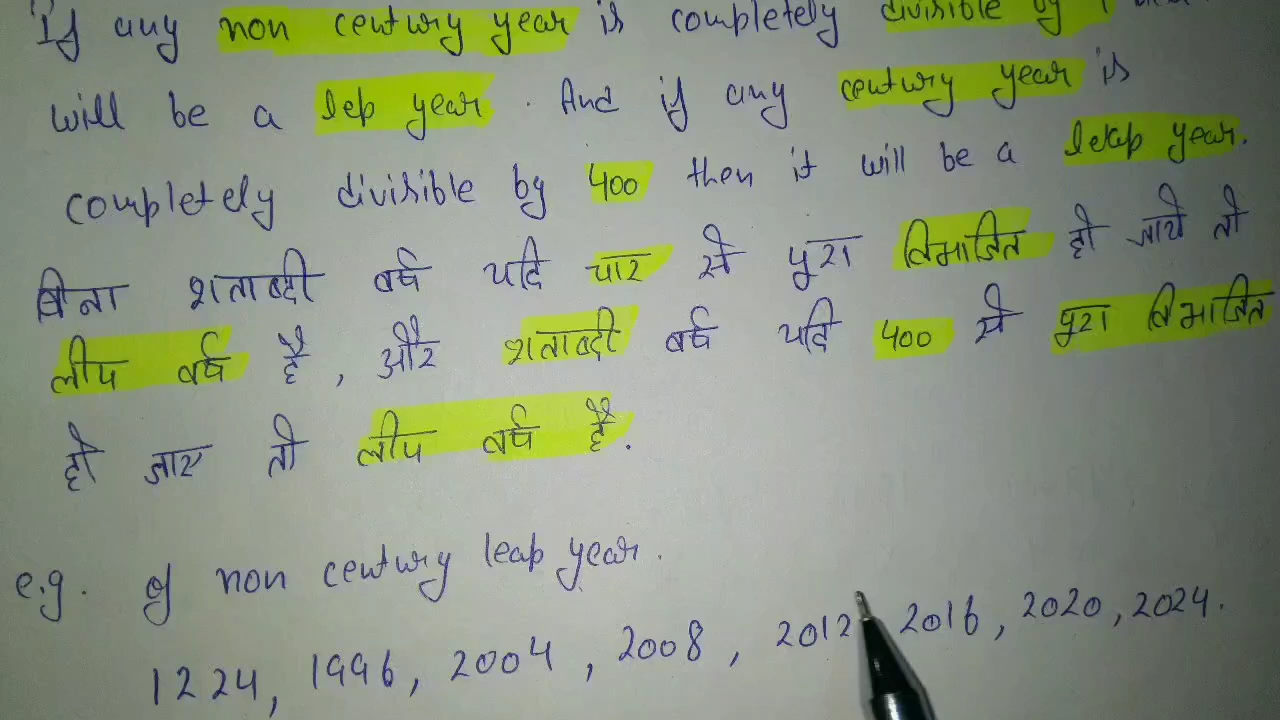 If any non century year is completely divisible by
will be a lep year. And if any century year is
completely divisible by 400 then it will be a leap year.
बिना शताब्दी वर्ष यदि चार से पुरा विभाजित हो जाये तो
लीप वर्ष है, और शताब्दी वर्ष यदि 400 से पुरा विभाजित
हो जाए तो लीप वर्ष है.
e.g. of non century leap year.
1224, 1996, 2004, 2008, 2012 2016, 2020, 2024.